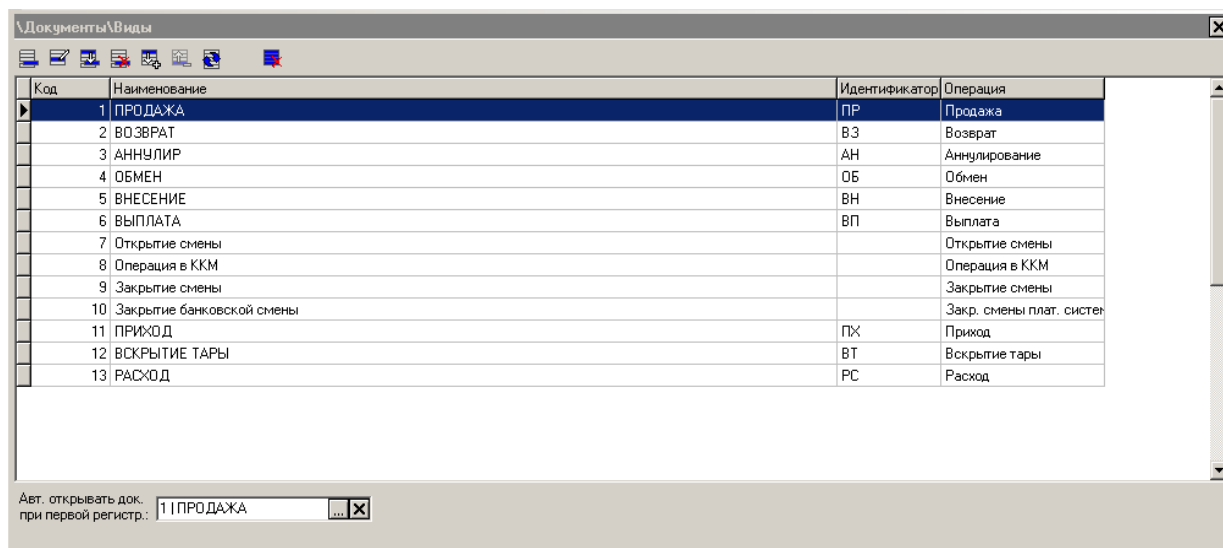 \Документы\Виды
Код Наименование Идентификатор Операция
1 ПРОДАЖА ПР Продажа
2 ВОЗВРАТ ВЗ Возврат
3 АННУЛИР АН Аннулирование
4 ОБМЕН ОБ Обмен
5 ВНЕСЕНИЕ ВН Внесение
6 ВЫПЛАТА ВП Выплата
7 Открытие смены Открытие смены
8 Операция в ККМ Операция в ККМ
9 Закрытие смены Закрытие смены
10 Закрытие банковской смены Закр. смены плат. систем
11 ПРИХОД ПХ Приход
12 ВСКРЫТИЕ ТАРЫ ВТ Вскрытие тары
13 РАСХОД РС Расход
Авт. открывать док.
при первой регистр.: 1 | ПРОДАЖА ...